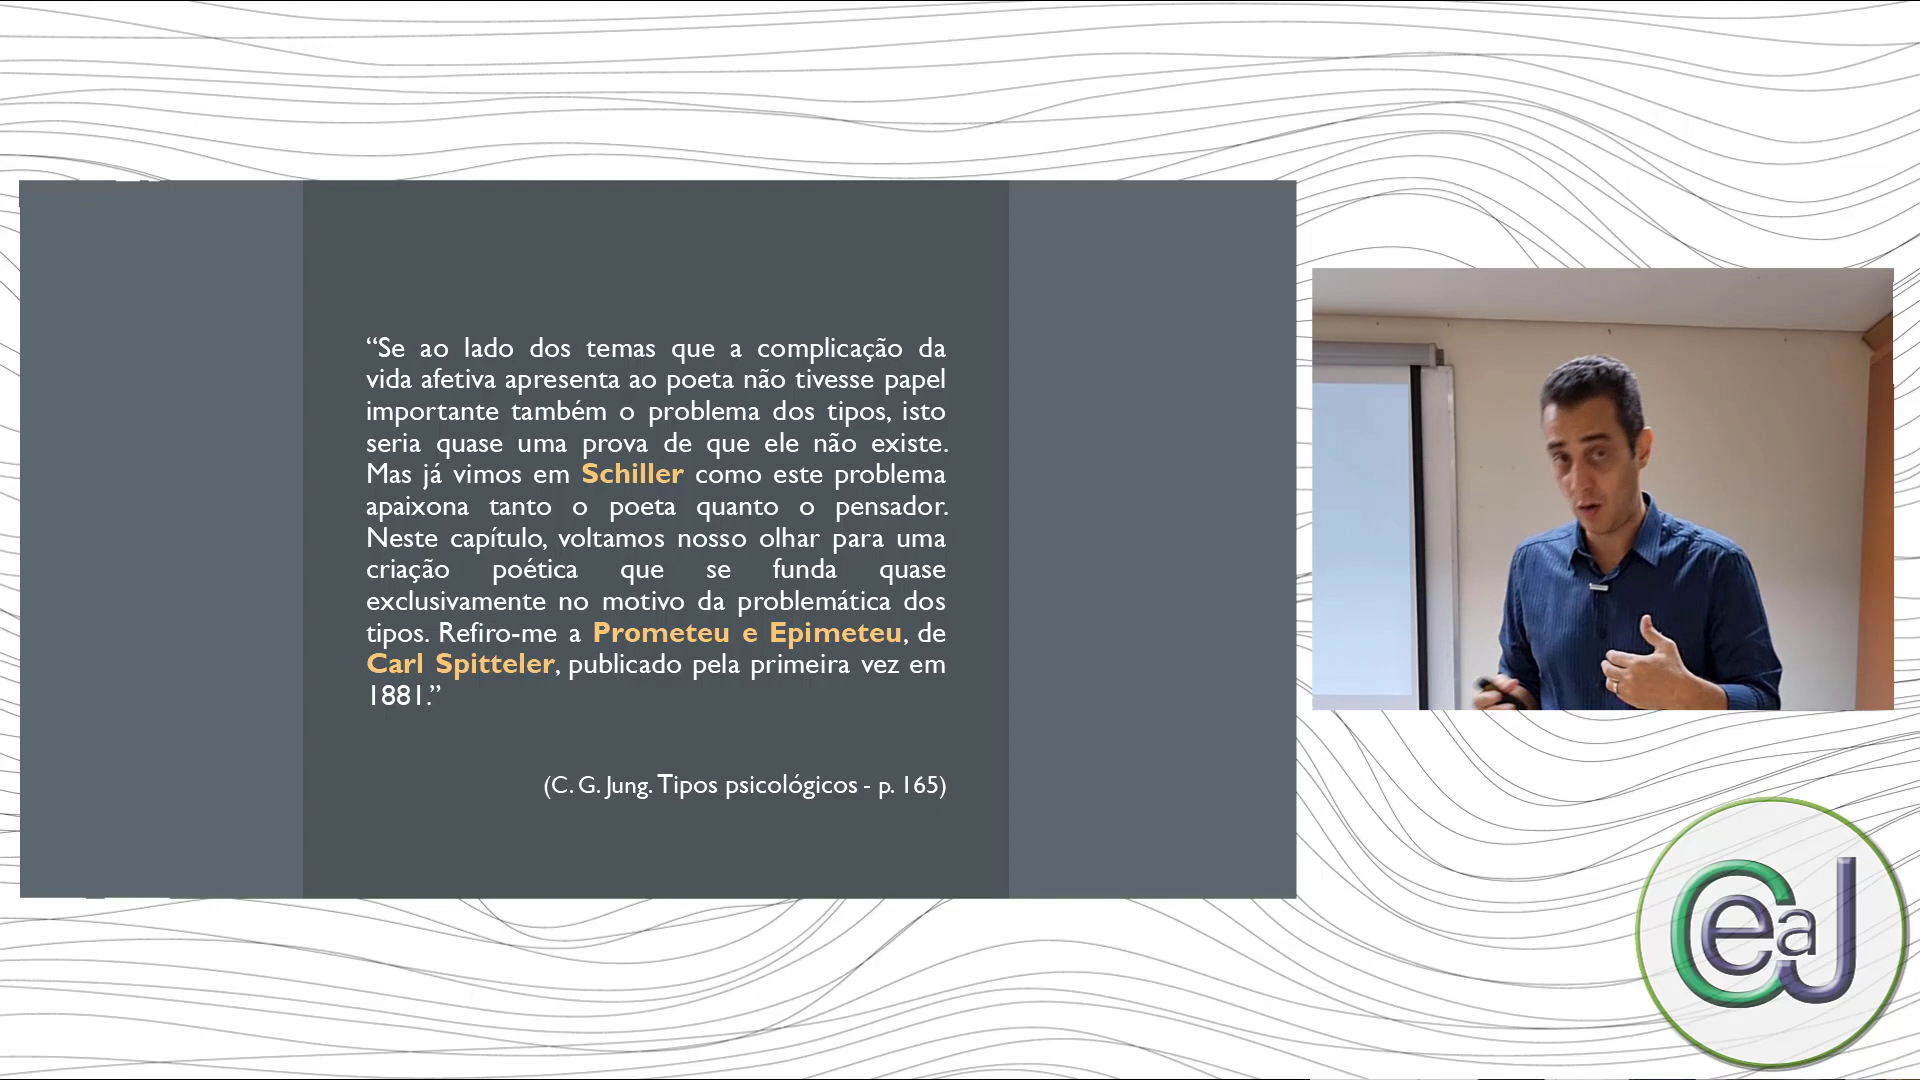 “Se ao lado dos temas que a complicação da
vida afetiva apresenta ao poeta não tivesse papel
importante também o problema dos tipos, isto
seria quase uma prova de que ele não existe.
Mas já vimos em Schiller como este problema
apaixona tanto o poeta quanto o pensador.
Neste capítulo, voltamos nosso olhar para uma
criação poética que se funda quase
exclusivamente no motivo da problemática dos
tipos. Refiro-me a Prometeu e Epimeteu, de
Carl Spitteler, publicado pela primeira vez em
1881.”
(C. G. Jung. Tipos psicológicos - p. 165)
CeaJ